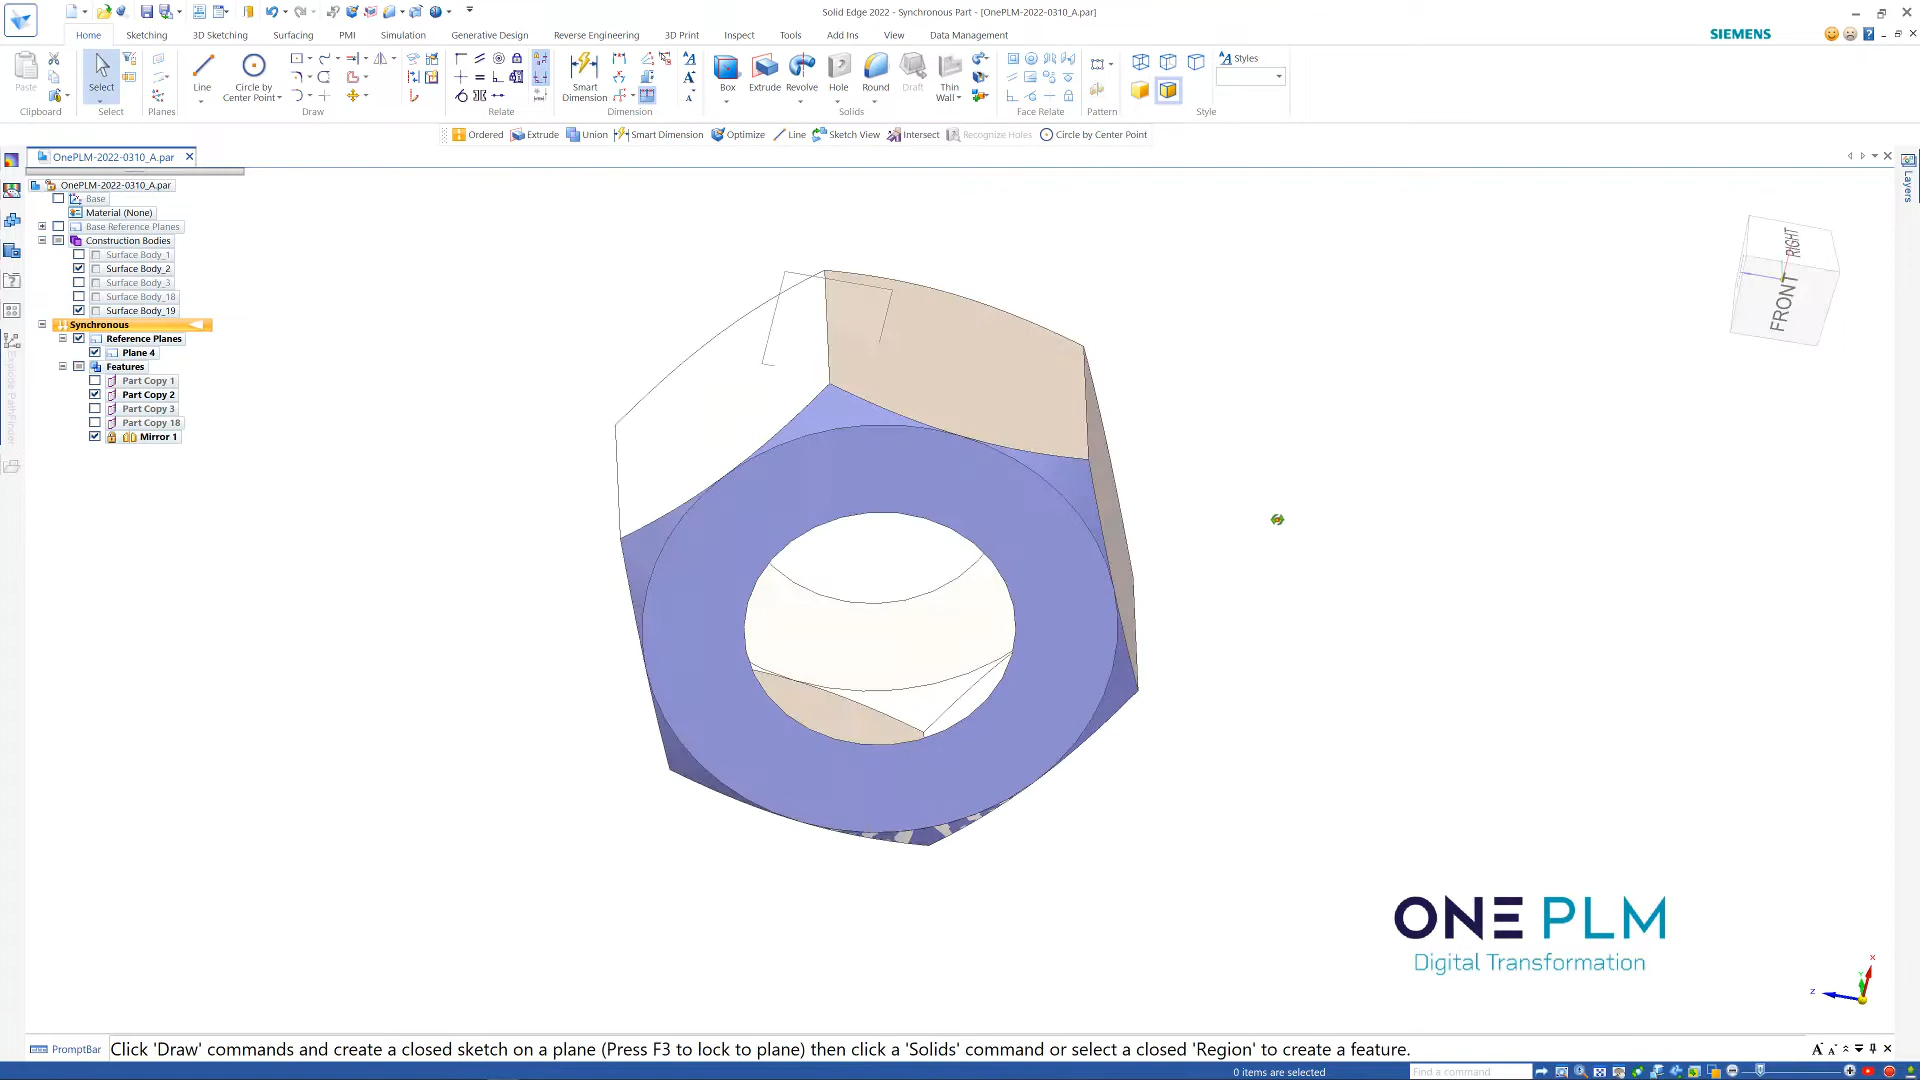 Solid Edge 2022 - Synchronous Part - [OnePLM-2022-0310_A.par]
Home Sketching 3D Sketching Surfacing PMI Simulation Generative Design Reverse Engineering 3D Print Inspect Tools Add Ins View Data Management
SIEMENS
Styles
Paste Select Line Circle by Center Point Smart Dimension Box Extrude Revolve Hole Round Draft Thin Wall
Clipboard Select Planes Draw Relate Dimension Solids Face Relate Pattern Style
Ordered Extrude Union Smart Dimension Optimize Line Sketch View Intersect Recognize Holes Circle by Center Point
OnePLM-2022-0310_A.par
Layers
OnePLM-2022-0310_A.par
Base
Material (None)
Base Reference Planes
Construction Bodies
Surface Body_1
Surface Body_2
Surface Body_3
Surface Body_18
Surface Body_19
Synchronous
Reference Planes
Plane 4
Features
Part Copy 1
Part Copy 2
Part Copy 3
Part Copy 18
Mirror 1
Explode PathFinder
RIGHT
FRONT
ONE PLM
Digital Transformation
X
Y
Z
PromptBar
Click 'Draw' commands and create a closed sketch on a plane (Press F3 to lock to plane) then click a 'Solids' command or select a closed 'Region' to create a feature.
0 items are selected
Find a command